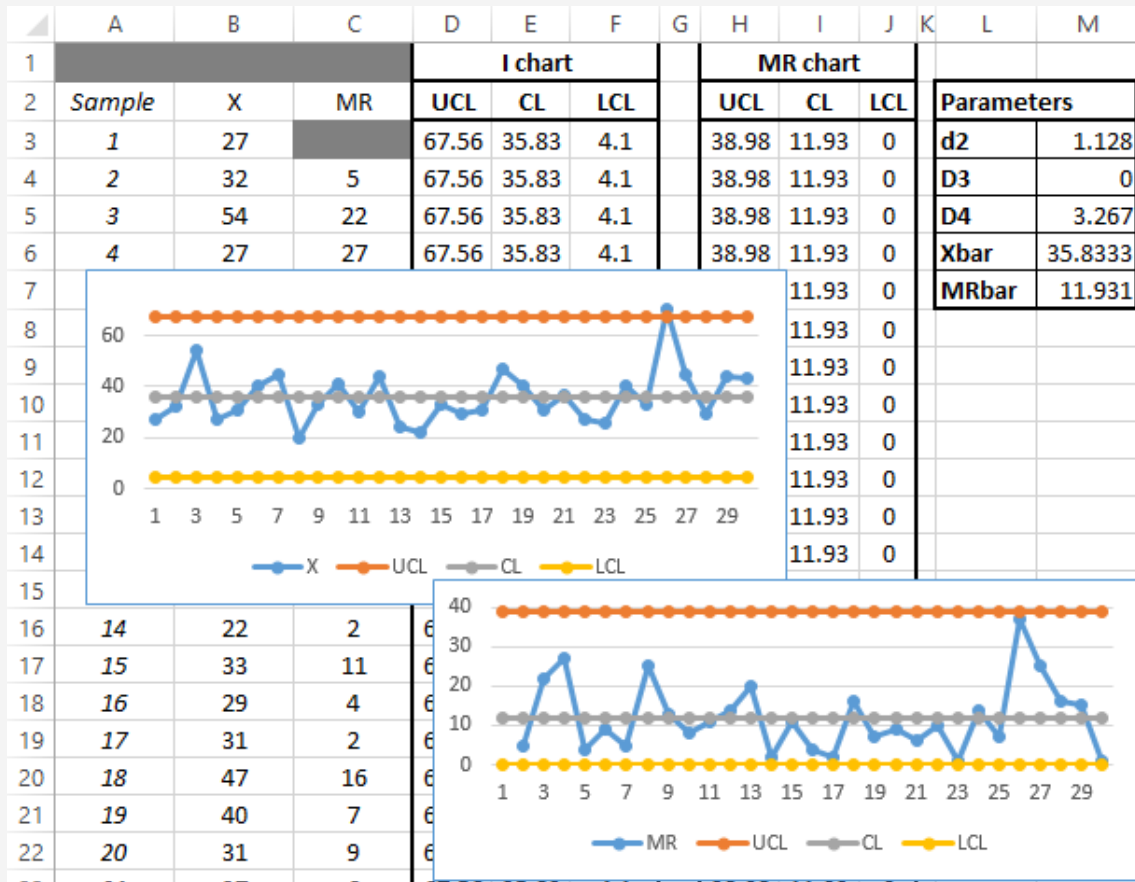 A B C D E F G H I J K L M
1 I chart MR chart
2 Sample X MR UCL CL LCL UCL CL LCL Parameters
3 1 27 67.56 35.83 4.1 38.98 11.93 0 d2 1.128
4 2 32 5 67.56 35.83 4.1 38.98 11.93 0 D3 0
5 3 54 22 67.56 35.83 4.1 38.98 11.93 0 D4 3.267
6 4 27 27 67.56 35.83 4.1 38.98 11.93 0 Xbar 35.8333
7 11.93 0 MRbar 11.931
8 11.93 0
9 11.93 0
10 11.93 0
11 11.93 0
12 11.93 0
13 11.93 0
14 11.93 0
15
60
40
20
0
1 3 5 7 9 11 13 15 17 19 21 23 25 27 29
X UCL CL LCL
16 14 22 2 6
17 15 33 11 6
18 16 29 4 6
19 17 31 2 6
20 18 47 16 6
21 19 40 7 6
22 20 31 9 6
40
30
20
10
0
1 3 5 7 9 11 13 15 17 19 21 23 25 27 29
MR UCL CL LCL